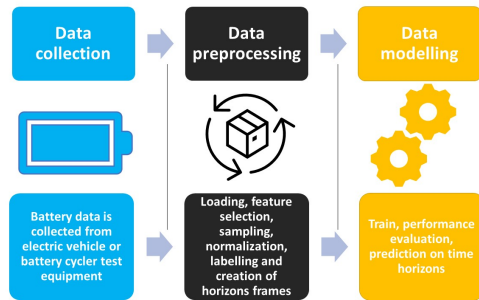 Data
collection
Data
preprocessing
Data
modelling
Battery data is
collected from
electric vehicle or
battery cycler test
equipment
Loading, feature
selection,
sampling,
normalization,
labelling and
creation of
horizons frames
Train, performance
evaluation,
prediction on time
horizons